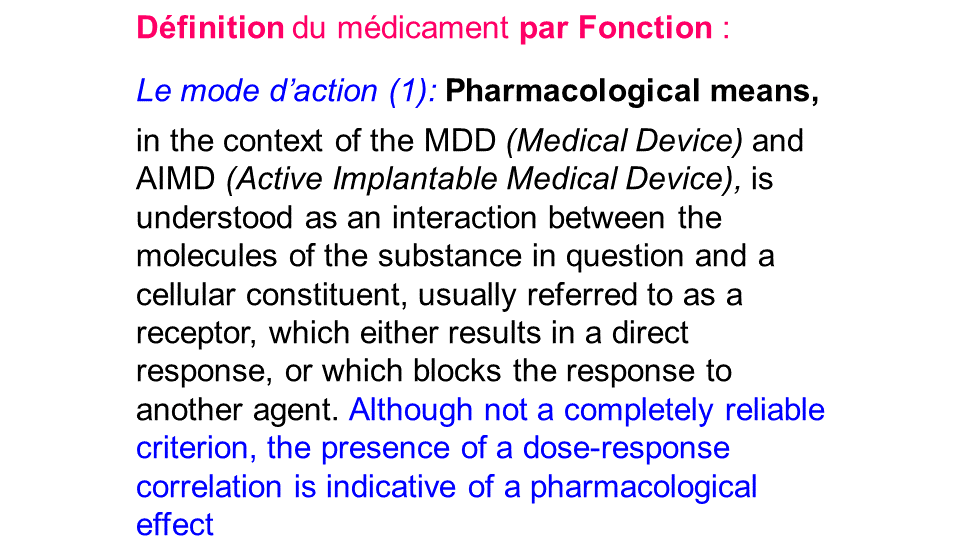 Définition du médicament par Fonction :
Le mode d’action (1): Pharmacological means,
in the context of the MDD (Medical Device) and
AIMD (Active Implantable Medical Device), is
understood as an interaction between the
molecules of the substance in question and a
cellular constituent, usually referred to as a
receptor, which either results in a direct
response, or which blocks the response to
another agent. Although not a completely reliable
criterion, the presence of a dose-response
correlation is indicative of a pharmacological
effect